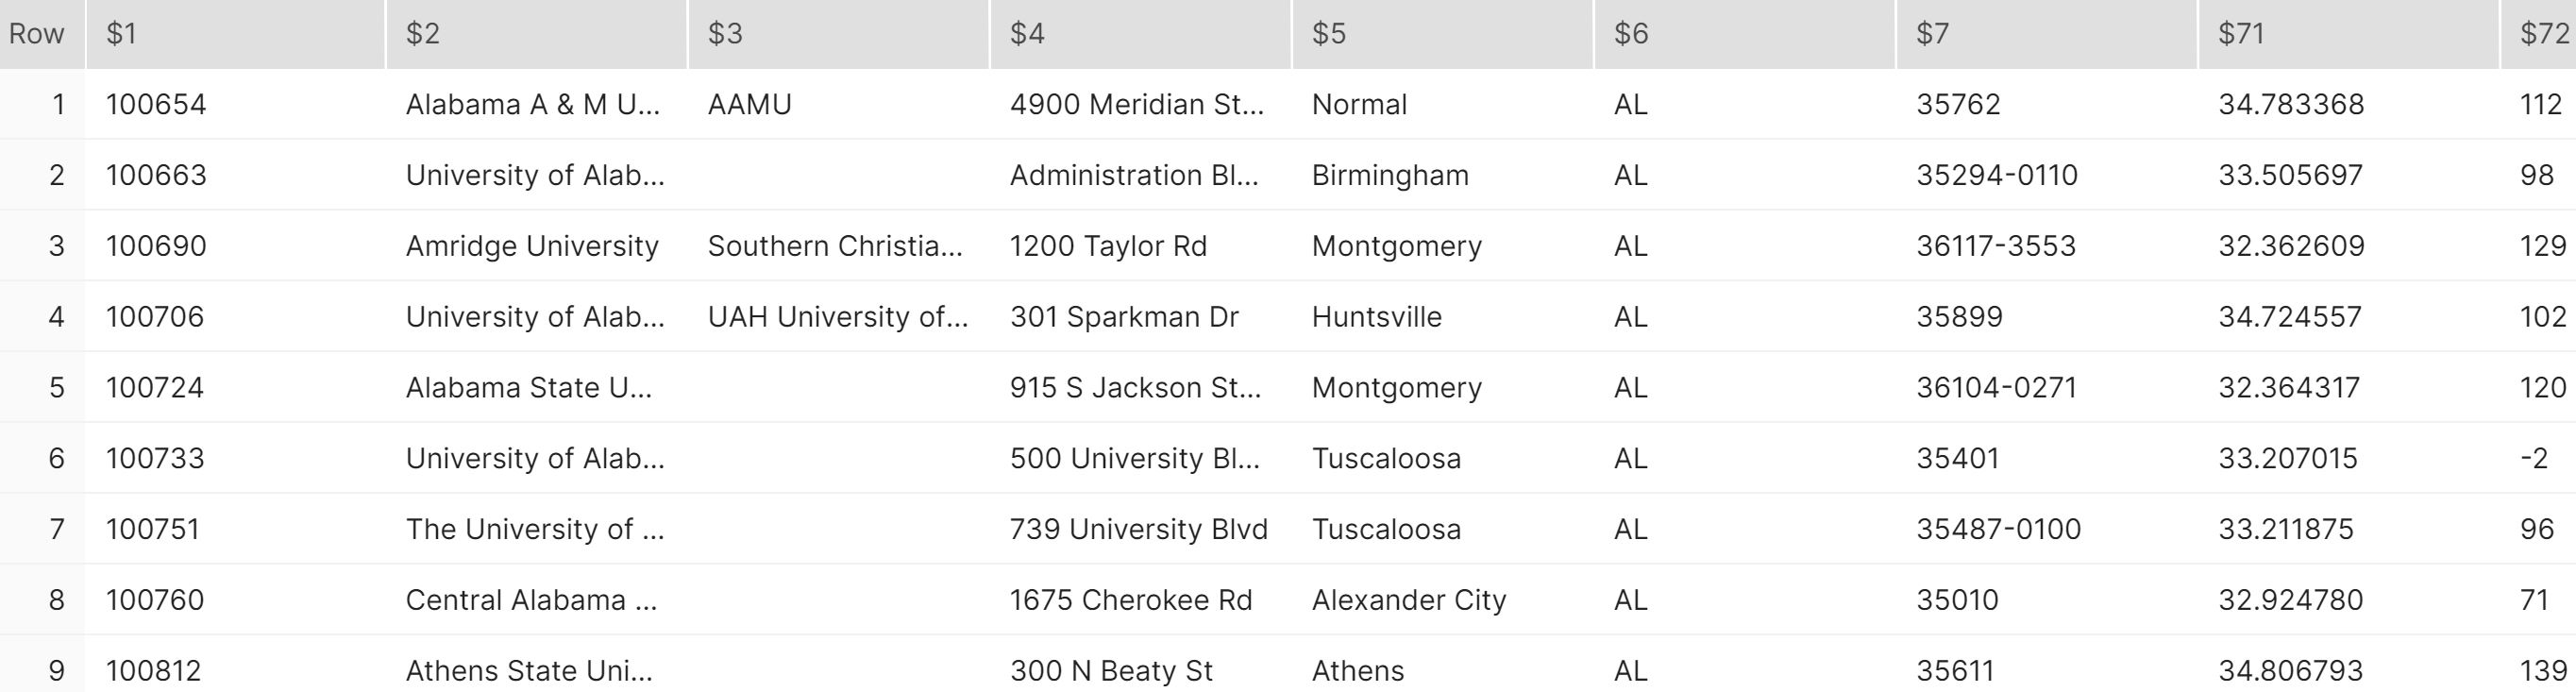 Row $1 $2 $3 $4 $5 $6 $7 $71 $72
1 100654 Alabama A & M U... AAMU 4900 Meridian St... Normal AL 35762 34.783368 112
2 100663 University of Alab... Administration Bl... Birmingham AL 35294-0110 33.505697 98
3 100690 Amridge University Southern Christia... 1200 Taylor Rd Montgomery AL 36117-3553 32.362609 129
4 100706 University of Alab... UAH University of... 301 Sparkman Dr Huntsville AL 35899 34.724557 102
5 100724 Alabama State U... 915 S Jackson St... Montgomery AL 36104-0271 32.364317 120
6 100733 University of Alab... 500 University Bl... Tuscaloosa AL 35401 33.207015 -2
7 100751 The University of ... 739 University Blvd Tuscaloosa AL 35487-0100 33.211875 96
8 100760 Central Alabama ... 1675 Cherokee Rd Alexander City AL 35010 32.924780 71
9 100812 Athens State Uni... 300 N Beaty St Athens AL 35611 34.806793 139